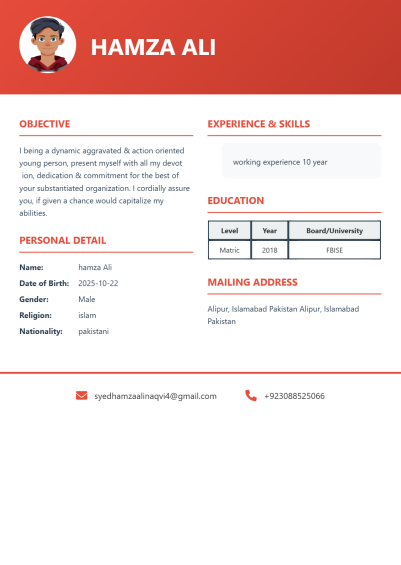 HAMZA ALI
OBJECTIVE
I being a dynamic aggravated & action oriented
young person, present myself with all my devot
ion, dedication & commitment for the best of
your substantiated organization. I cordially assure
you, if given a chance would capitalize my
abilities.
PERSONAL DETAIL
Name: hamza Ali
Date of Birth: 2025-10-22
Gender: Male
Religion: islam
Nationality: pakistani
EXPERIENCE & SKILLS
working experience 10 year
EDUCATION
Level Year Board/University
Matric 2018 FBISE
MAILING ADDRESS
Alipur, Islamabad Pakistan Alipur, Islamabad
Pakistan
syedhamzaalinaqvi4@gmail.com +923088525066